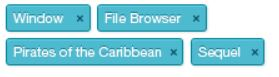 Window × File Browser ×
Pirates of the Caribbean × Sequel ×